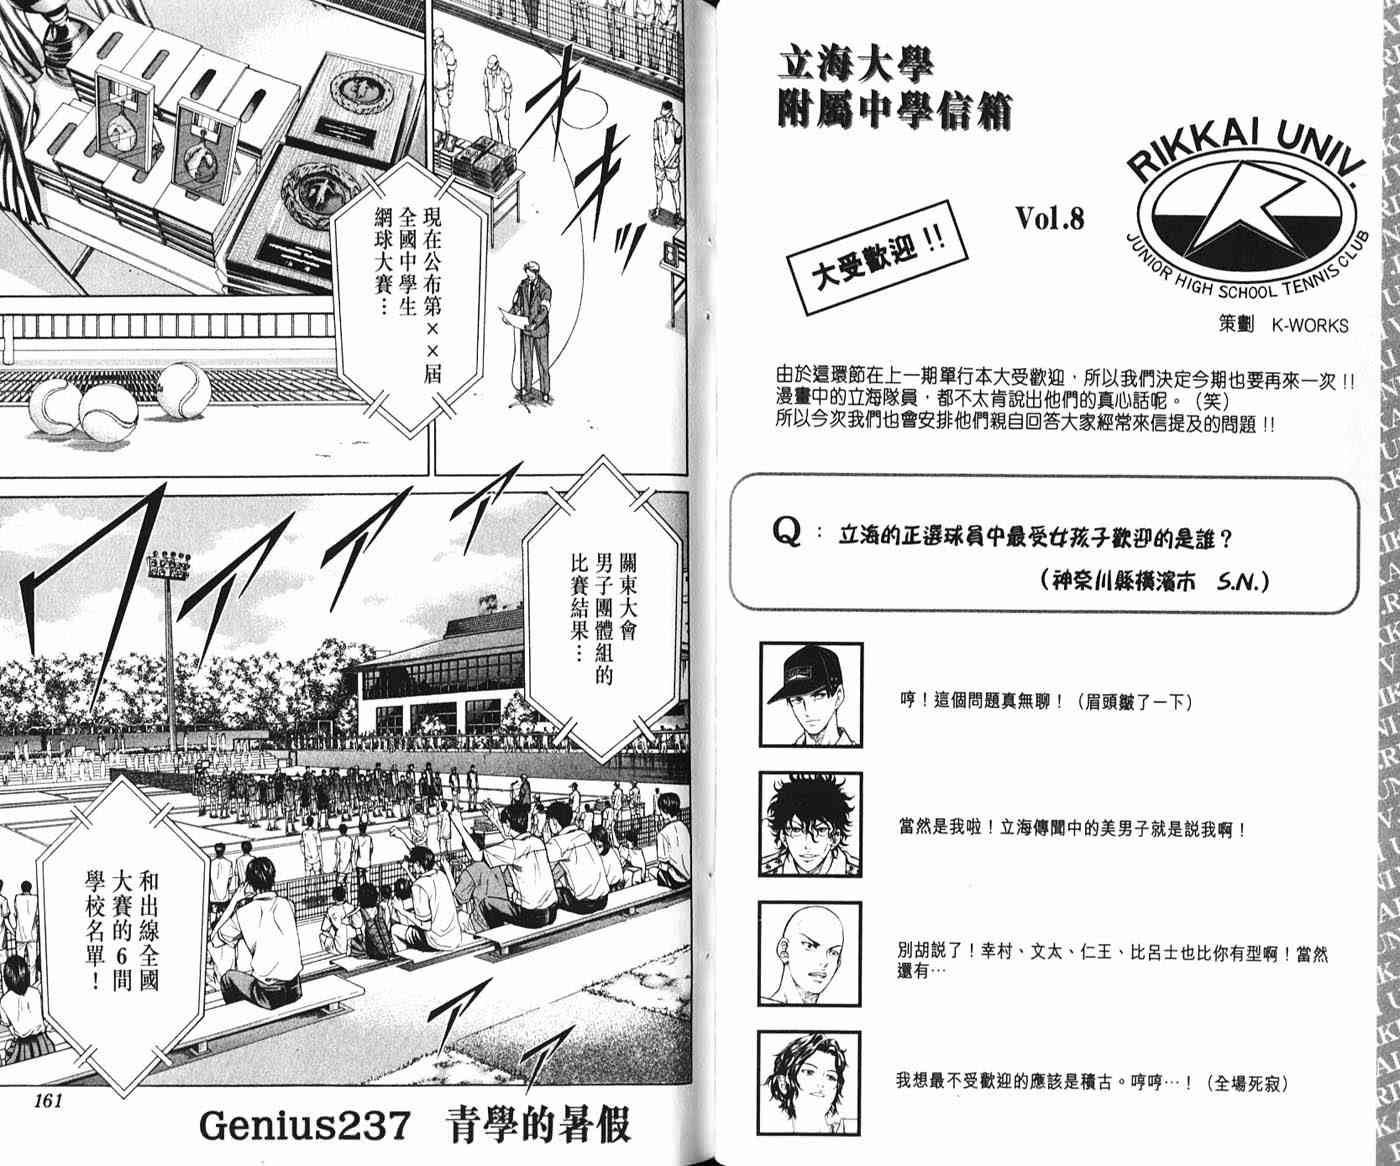 立海大學
附屬中學信箱
RIKKAI UNIV.
JUNIOR HIGH SCHOOL TENNIS CLUB
Vol.8
大受歡迎!!
策劃 K-WORKS
由於這環節在上一期單行本大受歡迎，所以我們決定今期也要再來一次!!
漫畫中的立海隊員，都不太肯說出他們的真心話呢。（笑）
所以今次我們也會安排他們親自回答大家經常來信提及的問題!!
Q：立海的正選球員中最受女孩子歡迎的是誰？
（神奈川縣橫濱市 S.N.）
哼！這個問題真無聊！（眉頭皺了一下）
當然是我啦！立海傳聞中的美男子就是說我啊！
別胡說了！幸村、文太、仁王、比呂士也比你有型啊！當然
還有…
我想最不受歡迎的應該是積古。哼哼…！（全場死寂）
現在公布第××屆
全國中學生
網球大賽…
關東大會
男子團體組的
比賽結果…
和出線全國
大賽的6間
學校名單！
161
Genius237 青學的暑假